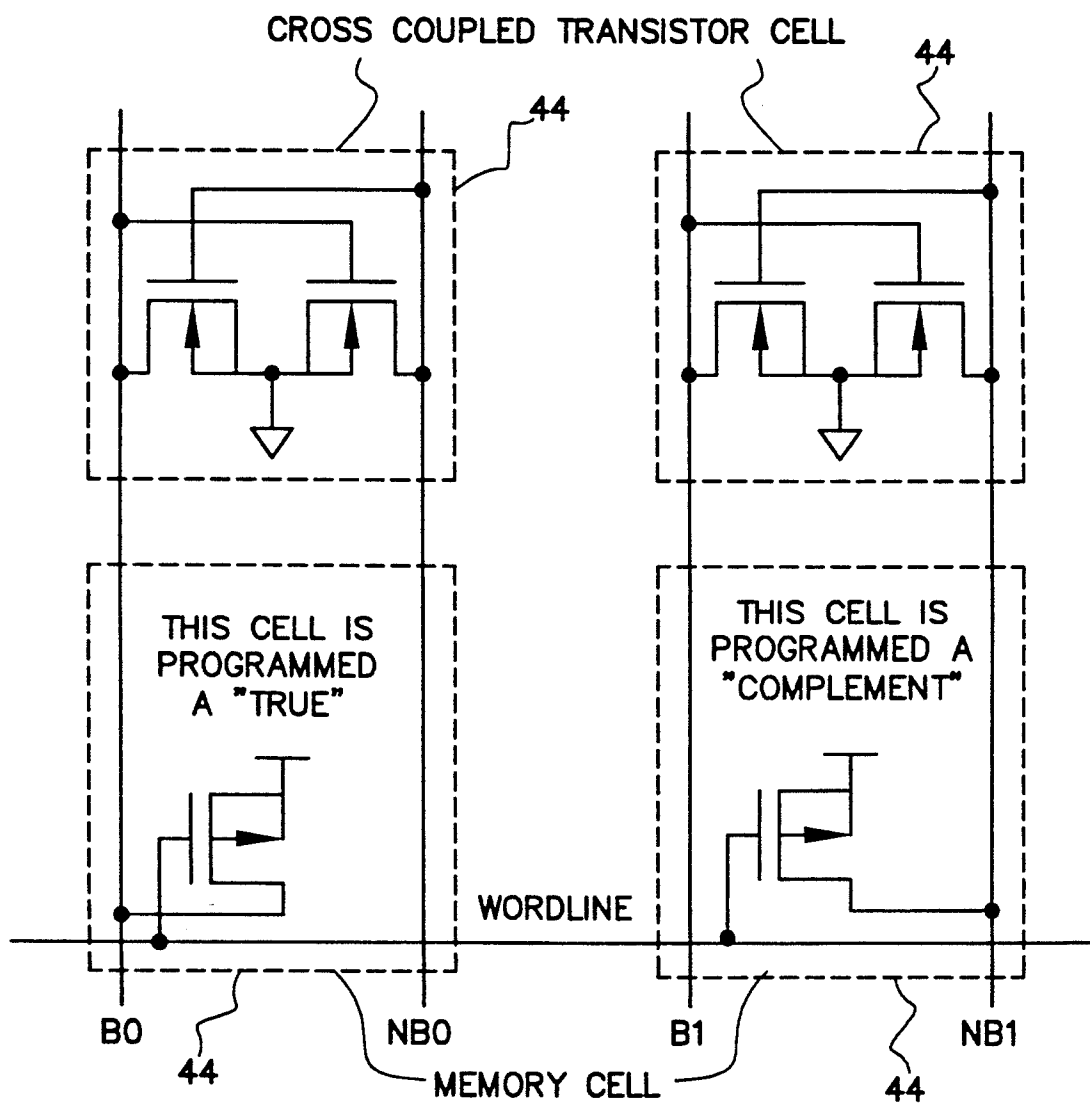 CROSS COUPLED TRANSISTOR CELL
44
44
THIS CELL IS
PROGRAMMED
A "TRUE"
THIS CELL IS
PROGRAMMED A
"COMPLEMENT"
WORDLINE
B0
NB0
B1
NB1
44
MEMORY CELL
44